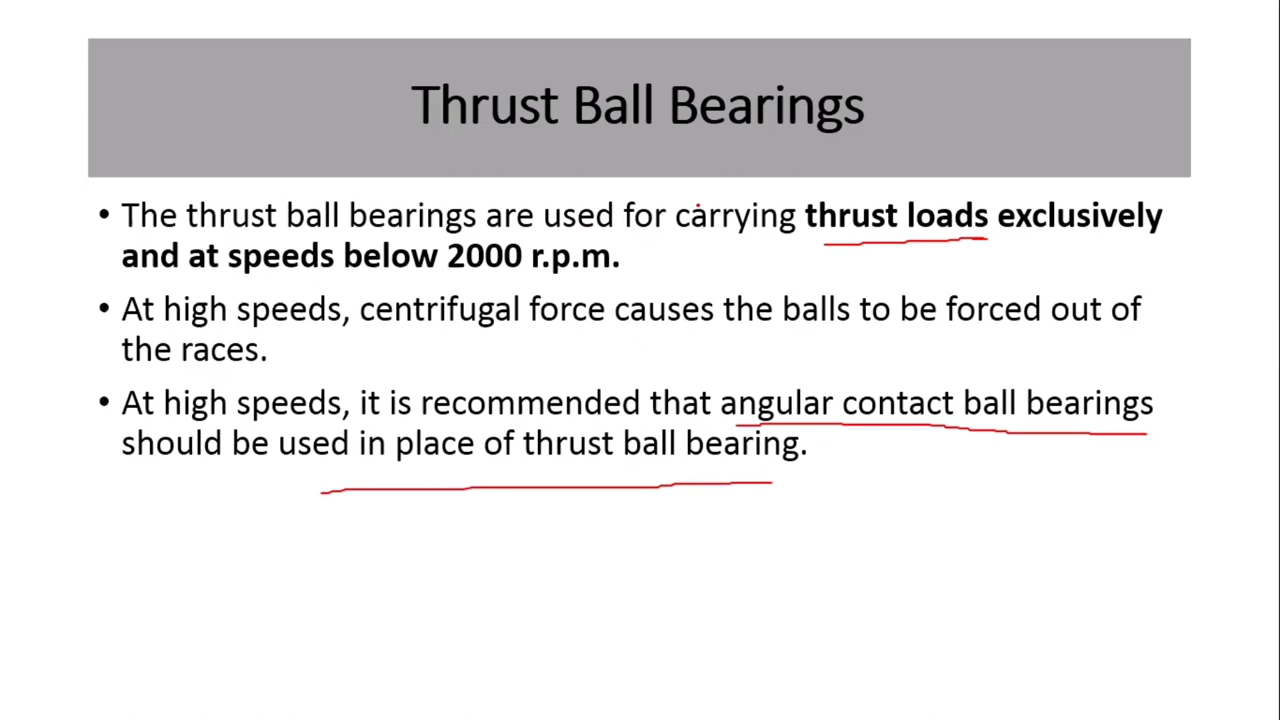 Thrust Ball Bearings
• The thrust ball bearings are used for carrying thrust loads exclusively
and at speeds below 2000 r.p.m.
• At high speeds, centrifugal force causes the balls to be forced out of
the races.
• At high speeds, it is recommended that angular contact ball bearings
should be used in place of thrust ball bearing.